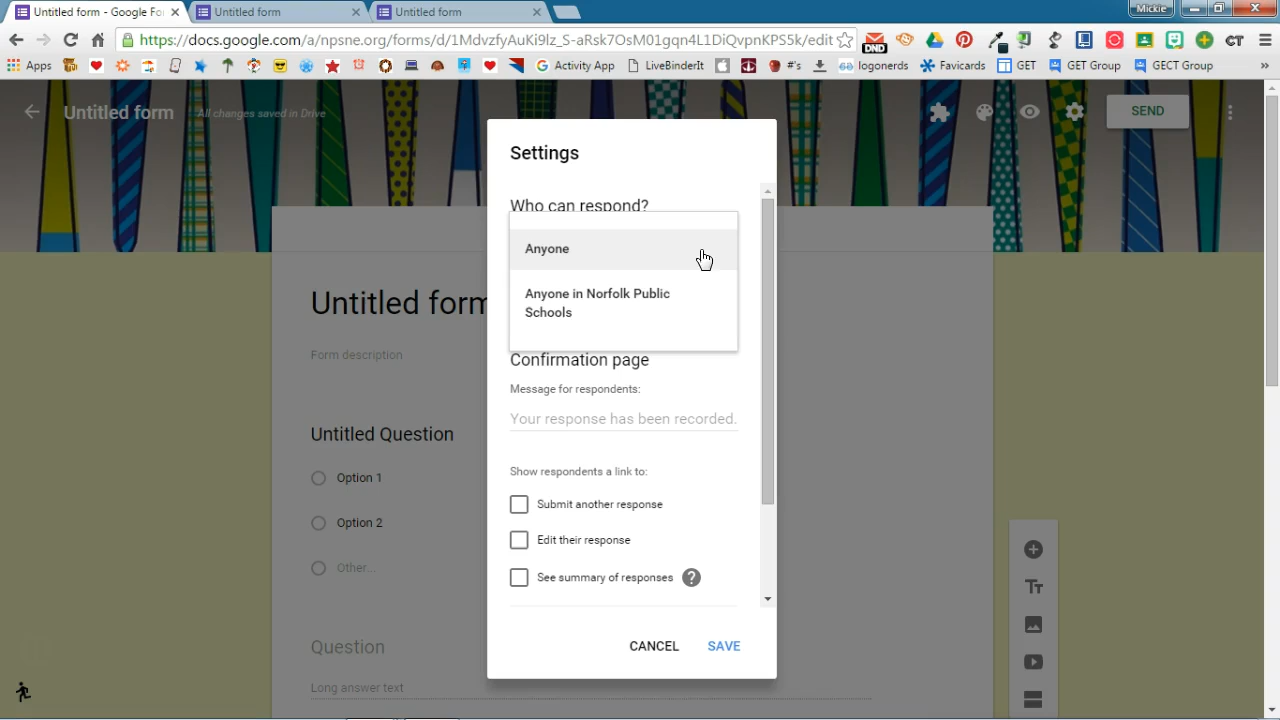 Untitled form - Google Fo
Untitled form
Untitled form
Mickie
https://docs.google.com/a/npsne.org/forms/d/1MdvzfyAuKi9Iz_S-aRsk7OsM01gqn4L1DiQvpnKPS5k/edit
DND
CT
Apps
Activity App
LiveBinderIt
#'s
logonerds
Favicards
GET
GET Group
GECT Group
»
Untitled form
All changes saved in Drive
SEND
Settings
Who can respond?
Anyone
Anyone in Norfolk Public
Schools
Untitled form
Form description
Confirmation page
Message for respondents:
Your response has been recorded.
Untitled Question
Option 1
Show respondents a link to:
Submit another response
Option 2
Edit their response
Other...
See summary of responses ?
Tт
CANCEL
SAVE
Question
Long answer text